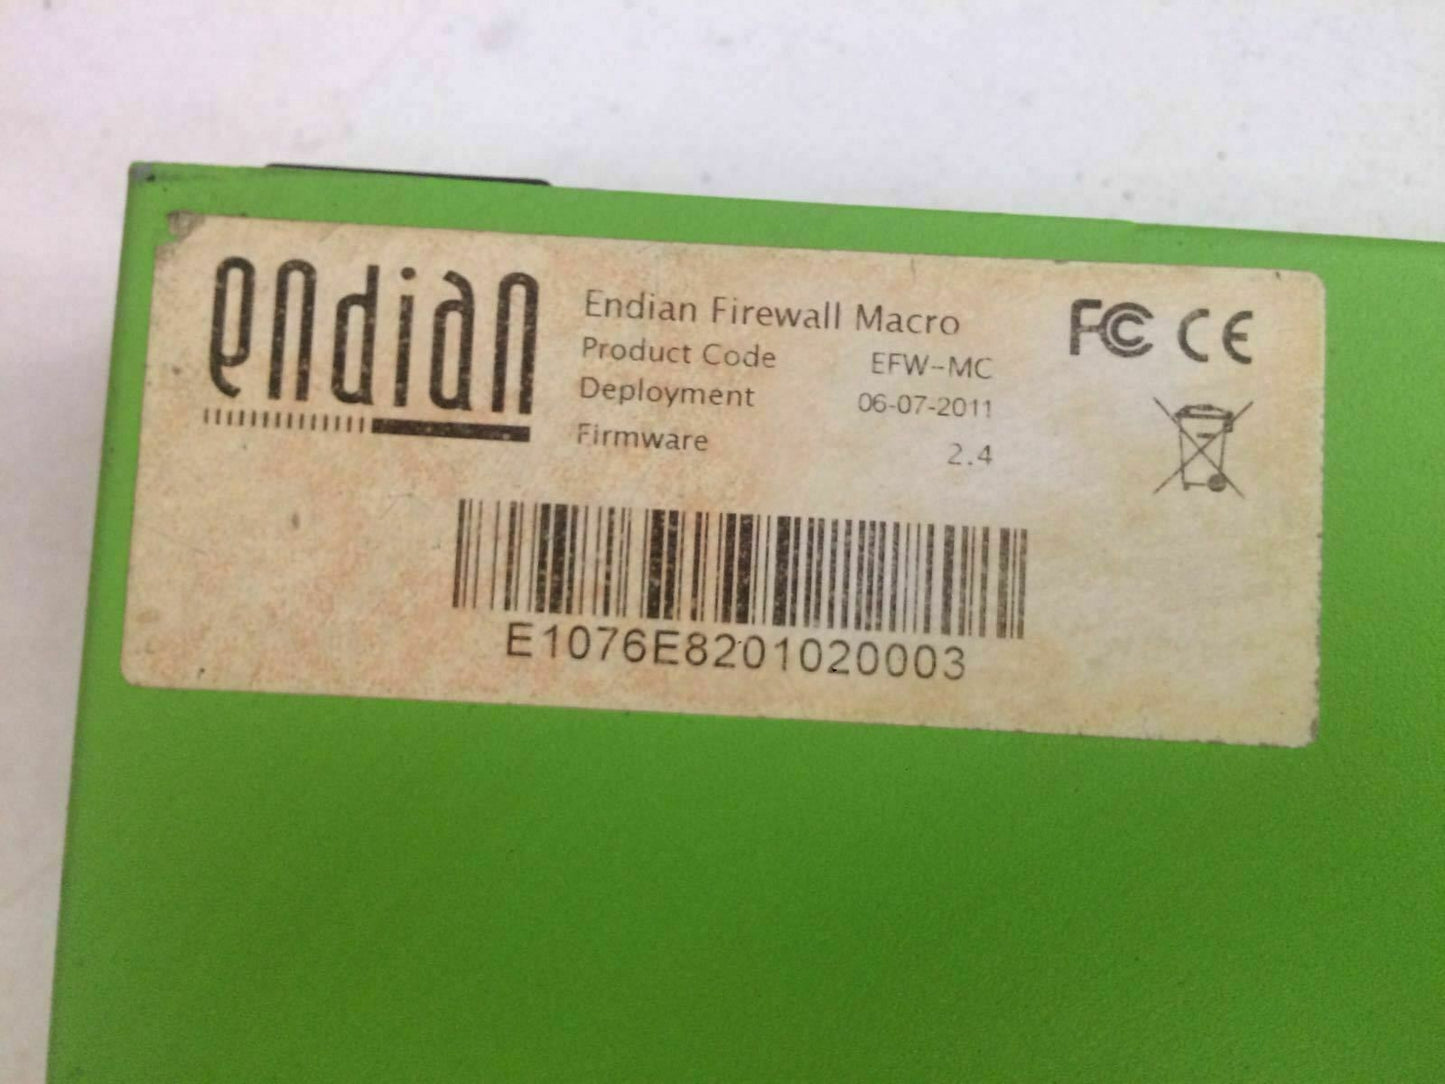 endian
Endian Firewall Macro
Product Code EFW-MC
Deployment 06-07-2011
Firmware 2.4
FC CE
E1076E8201020003